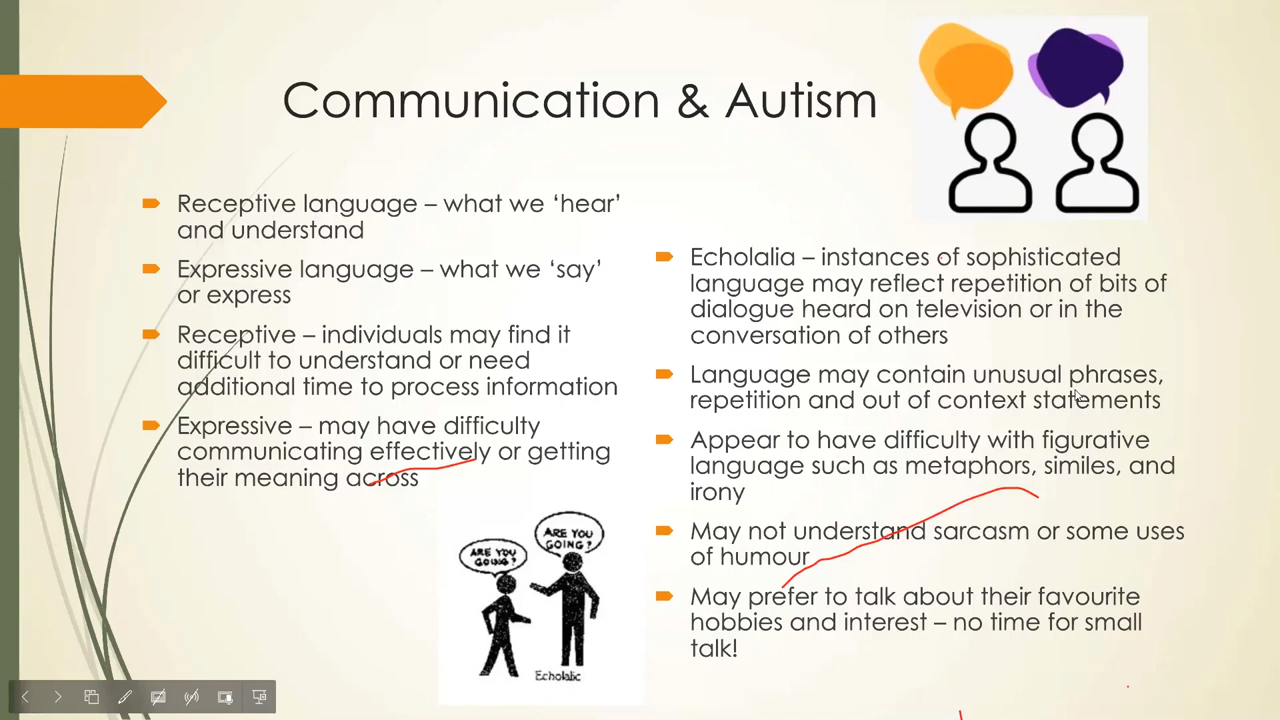 Communication & Autism
Receptive language – what we ‘hear’
and understand
Expressive language – what we ‘say’
or express
Receptive – individuals may find it
difficult to understand or need
additional time to process information
Expressive – may have difficulty
communicating effectively or getting
their meaning across
ARE YOU
GOING?
ARE YOU
GOING?
Echolalic
Echolalia – instances of sophisticated
language may reflect repetition of bits of
dialogue heard on television or in the
conversation of others
Language may contain unusual phrases,
repetition and out of context statements
Appear to have difficulty with figurative
language such as metaphors, similes, and
irony
May not understand sarcasm or some uses
of humour
May prefer to talk about their favourite
hobbies and interest – no time for small
talk!